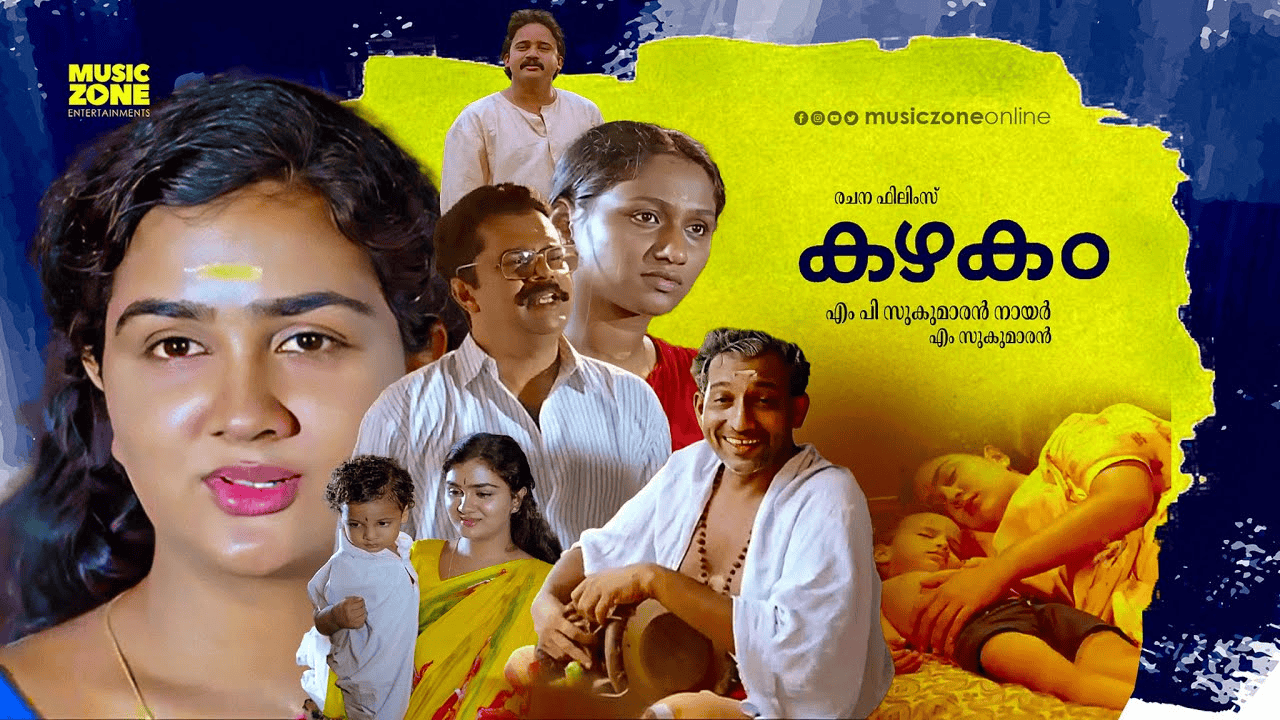 MUSIC
ZONE
ENTERTAINMENTS
musiczoneonline
രചന ഫിലിംസ്
കഴകം
എം പി സുകുമാരൻ നായർ
എം സുകുമാരൻ